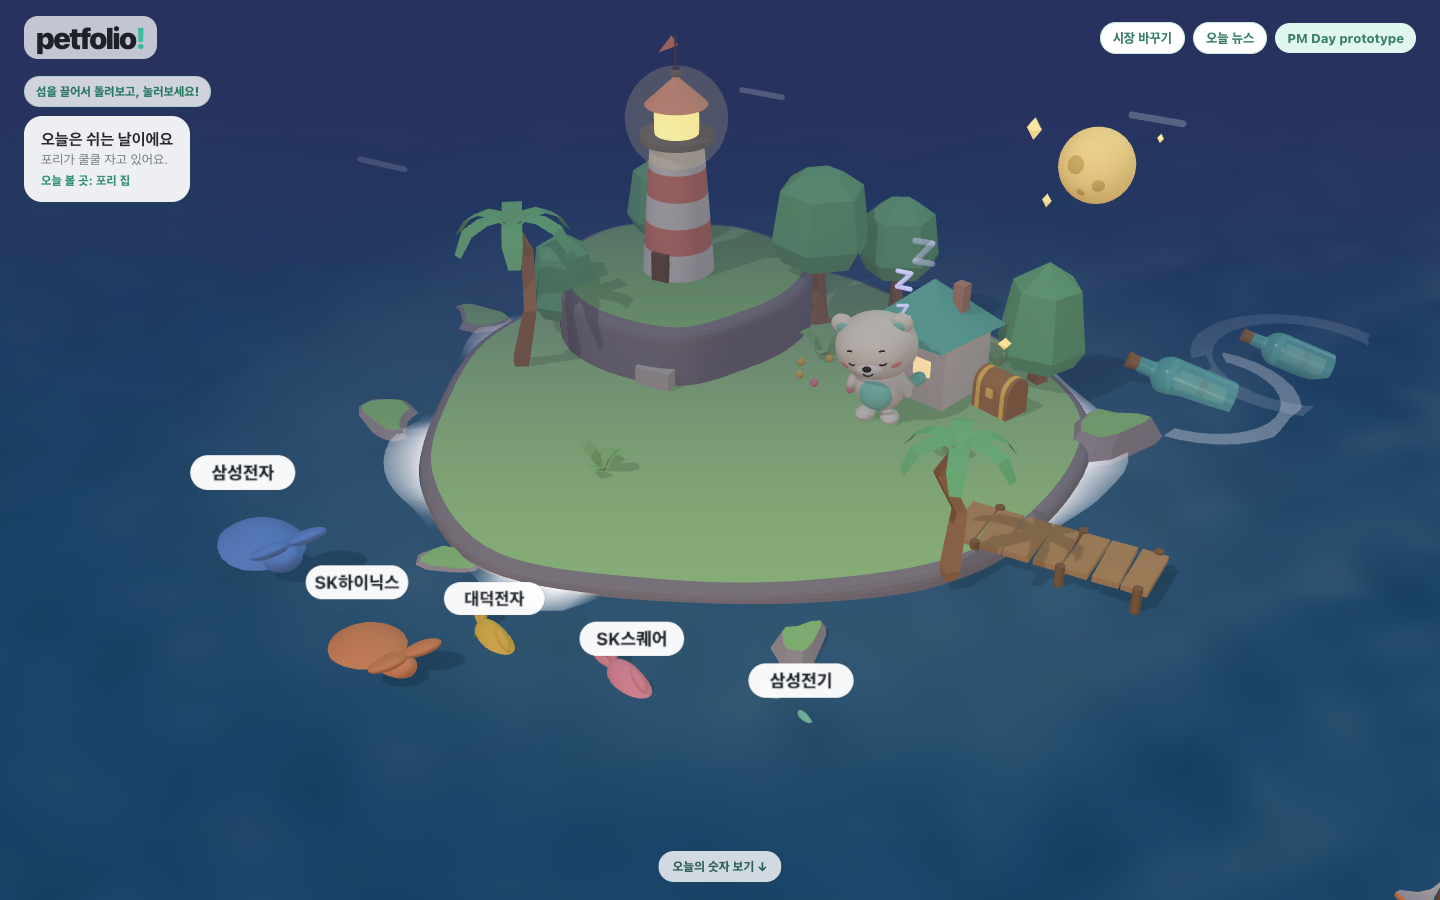 petfolio!
시장 바꾸기
오늘 뉴스
PM Day prototype
섬을 끌어서 돌려보고, 눌러보세요!
오늘은 쉬는 날이에요
포리가 쿨쿨 자고 있어요.
오늘 볼 곳: 포리 집
Z
Z
Z
삼성전자
SK하이닉스
대덕전자
SK스퀘어
삼성전기
오늘의 숫자 보기 ↓